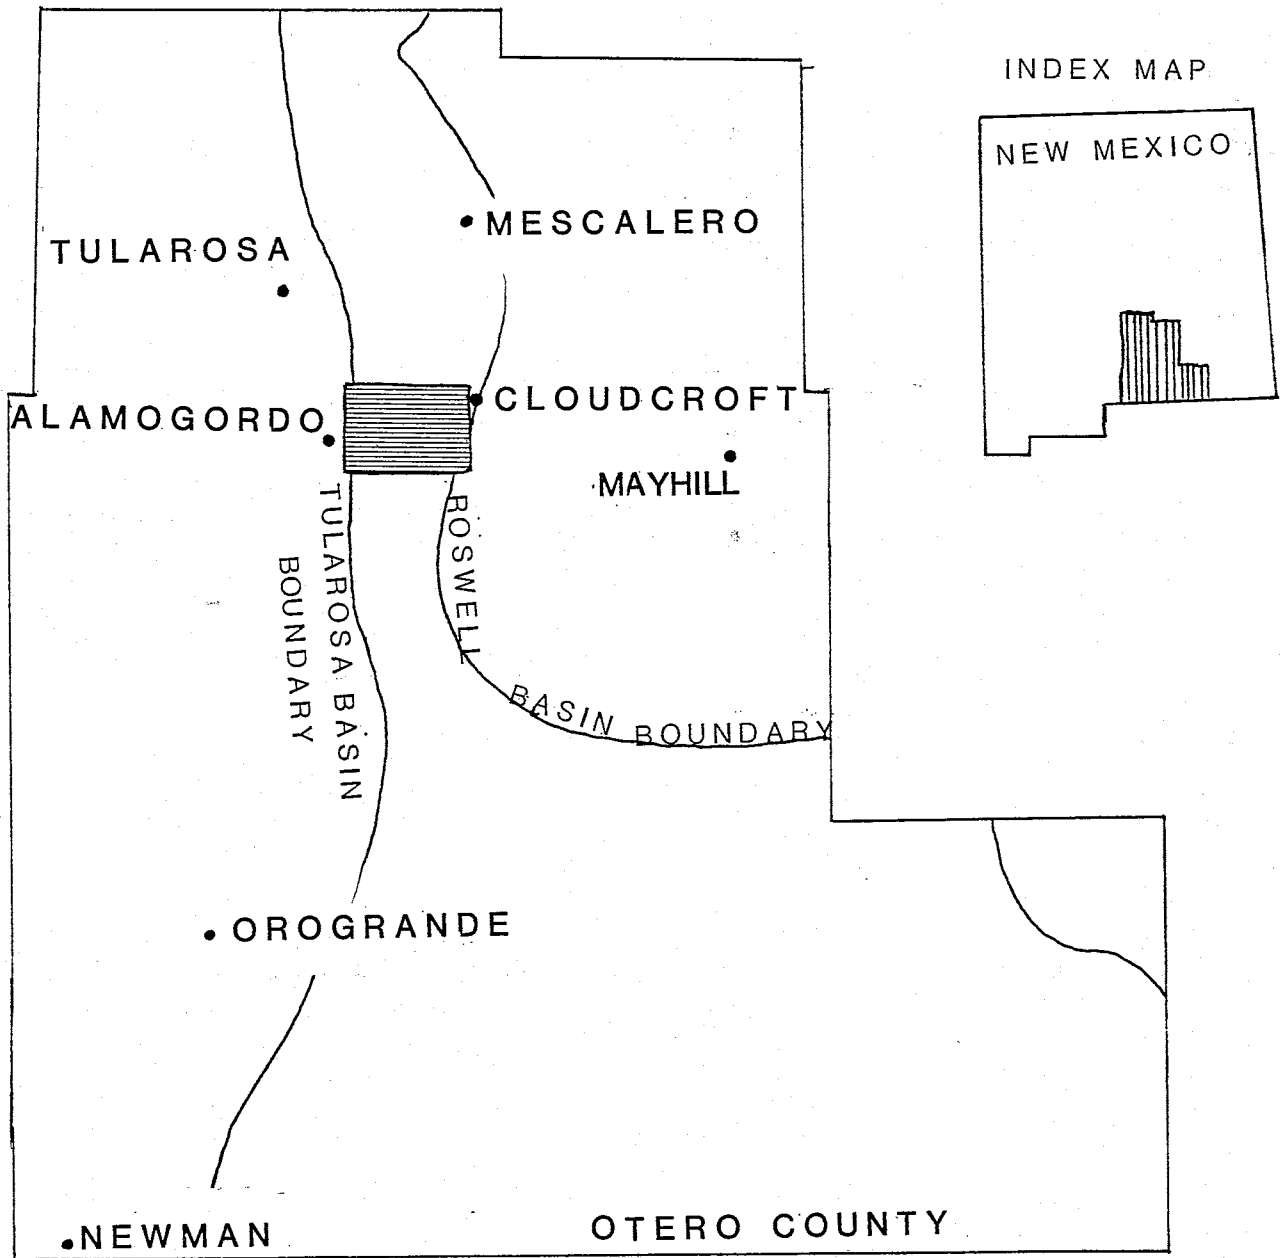 INDEX MAP
NEW MEXICO
MESCALERO
TULAROSA
CLOUDCROFT
ALAMOGORDO
MAYHILL
TULAROSA BASIN
BOUNDARY
ROSWELL BASIN BOUNDARY
OROGRANDE
NEWMAN
OTERO COUNTY